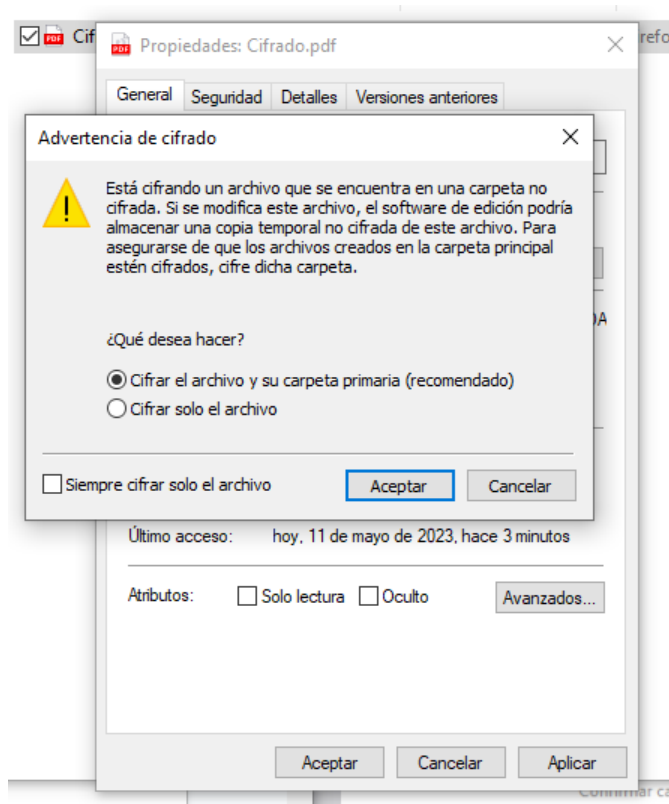 Cif
PDF
Propiedades: Cifrado.pdf
General Seguridad Detalles Versiones anteriores
Advertencia de cifrado
Está cifrando un archivo que se encuentra en una carpeta no
cifrada. Si se modifica este archivo, el software de edición podría
almacenar una copia temporal no cifrada de este archivo. Para
asegurarse de que los archivos creados en la carpeta principal
estén cifrados, cifre dicha carpeta.
¿Qué desea hacer?
Cifrar el archivo y su carpeta primaria (recomendado)
Cifrar solo el archivo
Siempre cifrar solo el archivo Aceptar Cancelar
Último acceso: hoy, 11 de mayo de 2023, hace 3 minutos
Atributos: Solo lectura Oculto Avanzados...
Aceptar Cancelar Aplicar